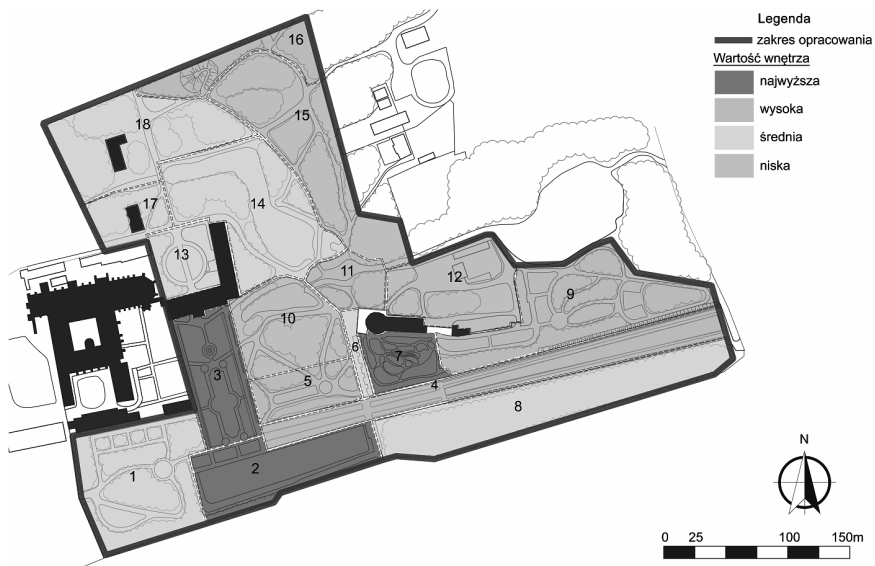 Legenda
zakres opracowania
Wartość wnętrza
najwyższa
wysoka
średnia
niska
16
15
18
17
14
13
11
12
9
10
6
7
3
5
4
8
2
1
N
0 25 100 150m